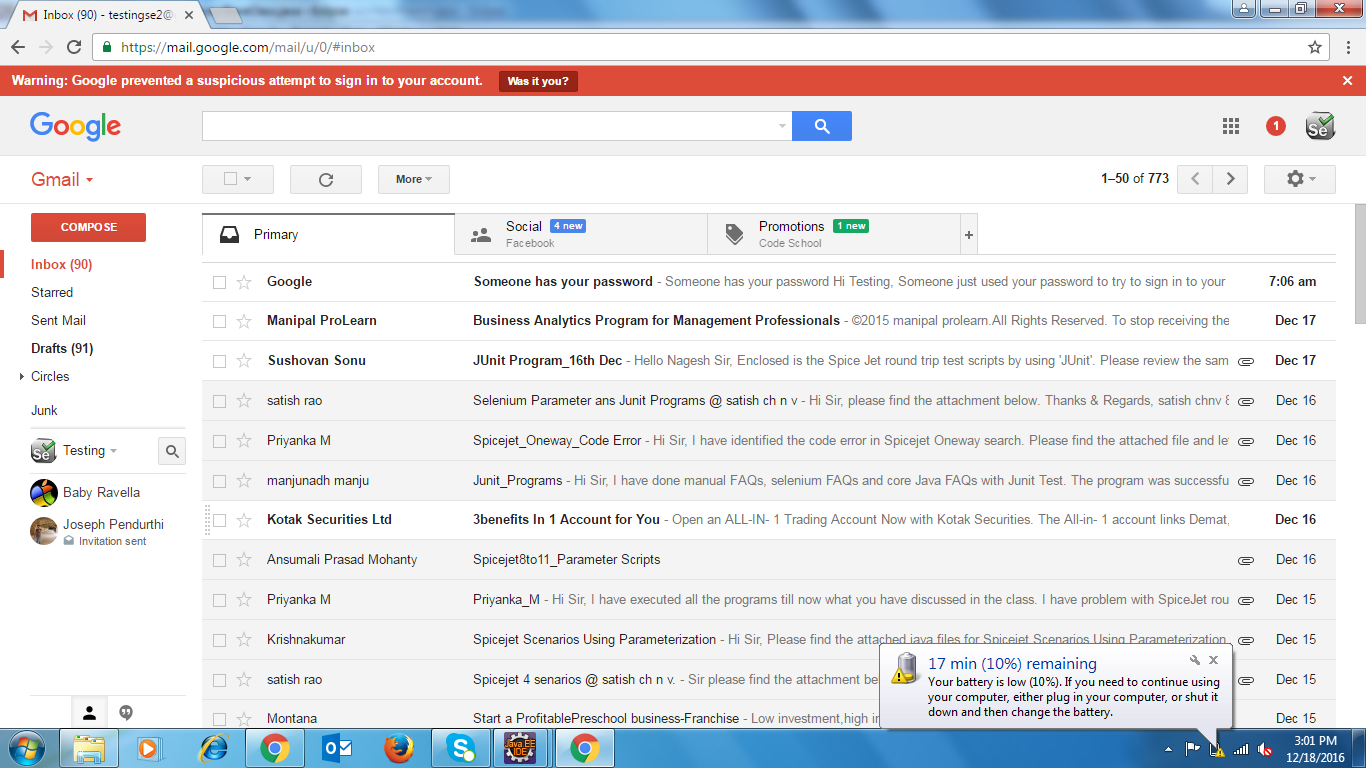 Inbox (90) - testingse2@
https://mail.google.com/mail/u/0/#inbox
Warning: Google prevented a suspicious attempt to sign in to your account. Was it you?
Google
1
Se
Gmail
More
1–50 of 773
COMPOSE
Inbox (90)
Starred
Sent Mail
Drafts (91)
Circles
Junk
Se
Testing
Baby Ravella
Joseph Pendurthi
Invitation sent
Primary
Social 4 new
Facebook
Promotions 1 new
Code School
+
Google Someone has your password - Someone has your password Hi Testing, Someone just used your password to try to sign in to your 7:06 am
Manipal ProLearn Business Analytics Program for Management Professionals - ©2015 manipal prolearn.All Rights Reserved. To stop receiving the Dec 17
Sushovan Sonu JUnit Program_16th Dec - Hello Nagesh Sir, Enclosed is the Spice Jet round trip test scripts by using 'JUnit'. Please review the sam Dec 17
satish rao Selenium Parameter ans Junit Programs @ satish ch n v - Hi Sir, please find the attachment below. Thanks & Regards, satish chnv Dec 16
Priyanka M Spicejet_Oneway_Code Error - Hi Sir, I have identified the code error in Spicejet Oneway search. Please find the attached file and le Dec 16
manjunadh manju Junit_Programs - Hi Sir, I have done manual FAQs, selenium FAQs and core Java FAQs with Junit Test. The program was successfu Dec 16
Kotak Securities Ltd 3benefits In 1 Account for You - Open an ALL-IN- 1 Trading Account Now with Kotak Securities. The All-in- 1 account links Demat, Dec 16
Ansumali Prasad Mohanty Spicejet8to11_Parameter Scripts Dec 16
Priyanka M Priyanka_M - Hi Sir, I have executed all the programs till now what you have discussed in the class. I have problem with SpiceJet rou Dec 15
Krishnakumar Spicejet Scenarios Using Parameterization - Hi Sir, Please find the attached java files for Spicejet Scenarios Using Parameterization Dec 15
satish rao Spicejet 4 senarios @ satish ch n v. - Sir please find the attachment be Dec 15
Montana Start a ProfitablePreschool business-Franchise - Low investment,high in Dec 15
17 min (10%) remaining
Your battery is low (10%). If you need to continue using
your computer, either plug in your computer, or shut it
down and then change the battery.
Java EE
IDE
3:01 PM
12/18/2016